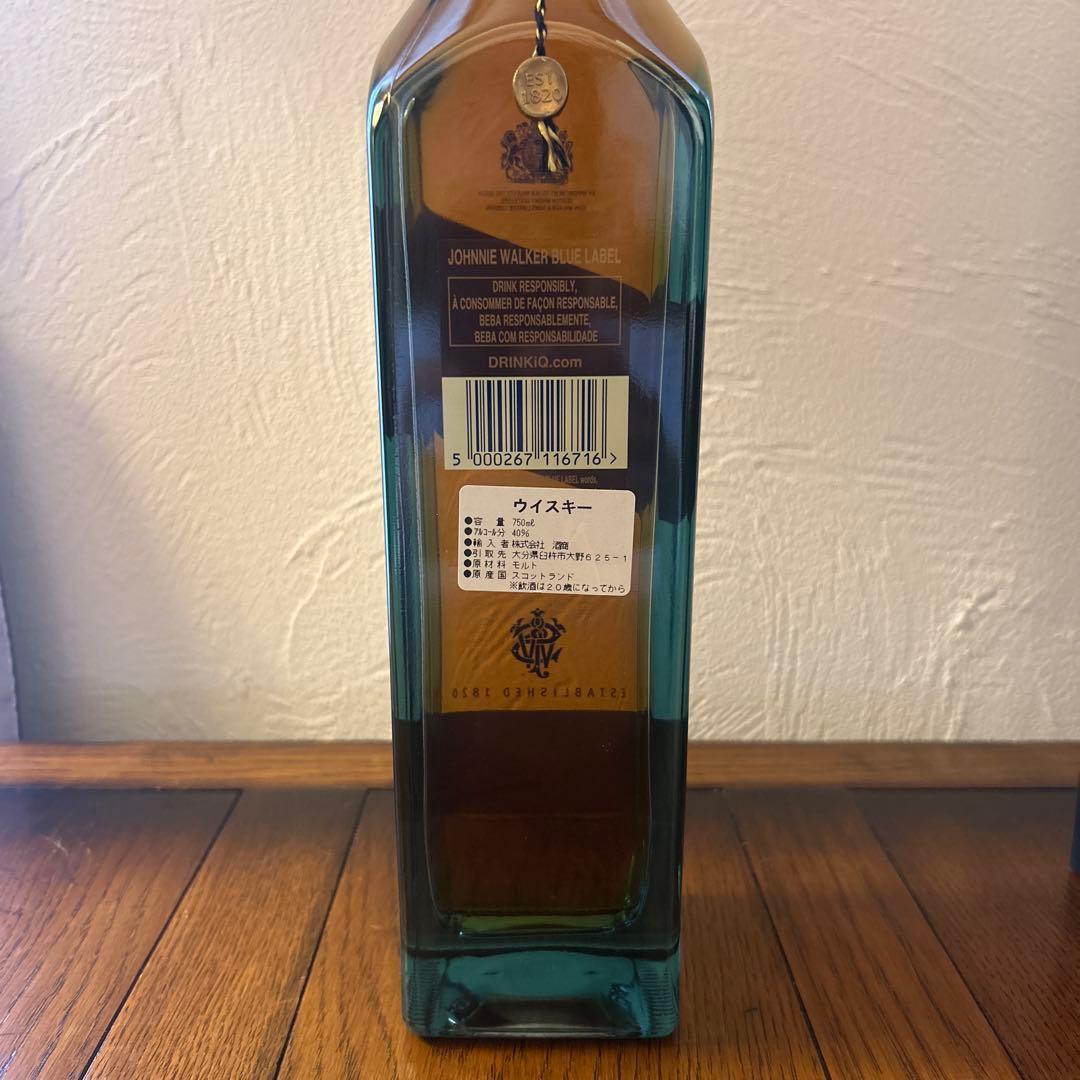 EST
1820
JOHNNIE WALKER BLUE LABEL
DRINK RESPONSIBLY,
À CONSOMMER DE FAÇON RESPONSABLE,
BEBA RESPONSABLEMENTE,
BEBA COM RESPONSABILIDADE
DRINKiQ.com
5 000267 116716 >
LABEL words,
ウイスキー
●容 量 750mℓ
●アルコール分 40%
●輸入者 株式会社 酒商
●引取先 大分県臼杵市大野625-1
●原材料 モルト
●原産国 スコットランド
※飲酒は20歳になってから
ESTABLISHED 1820